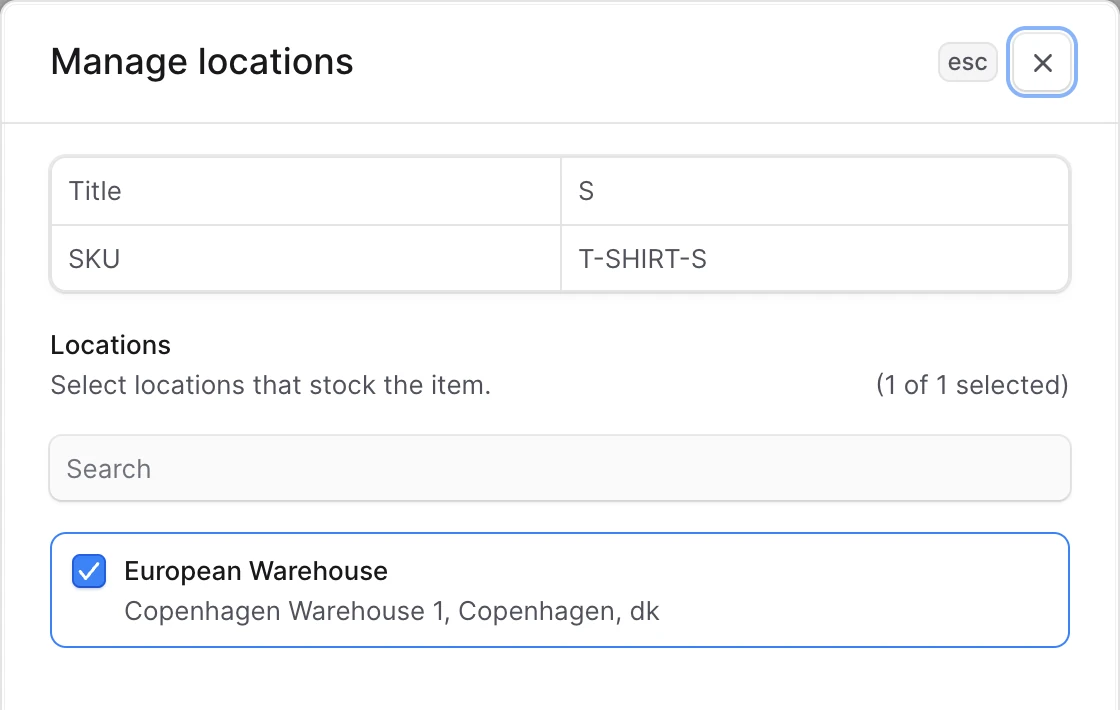 Manage locations
esc
Title S
SKU T-SHIRT-S
Locations
Select locations that stock the item. (1 of 1 selected)
Search
European Warehouse
Copenhagen Warehouse 1, Copenhagen, dk